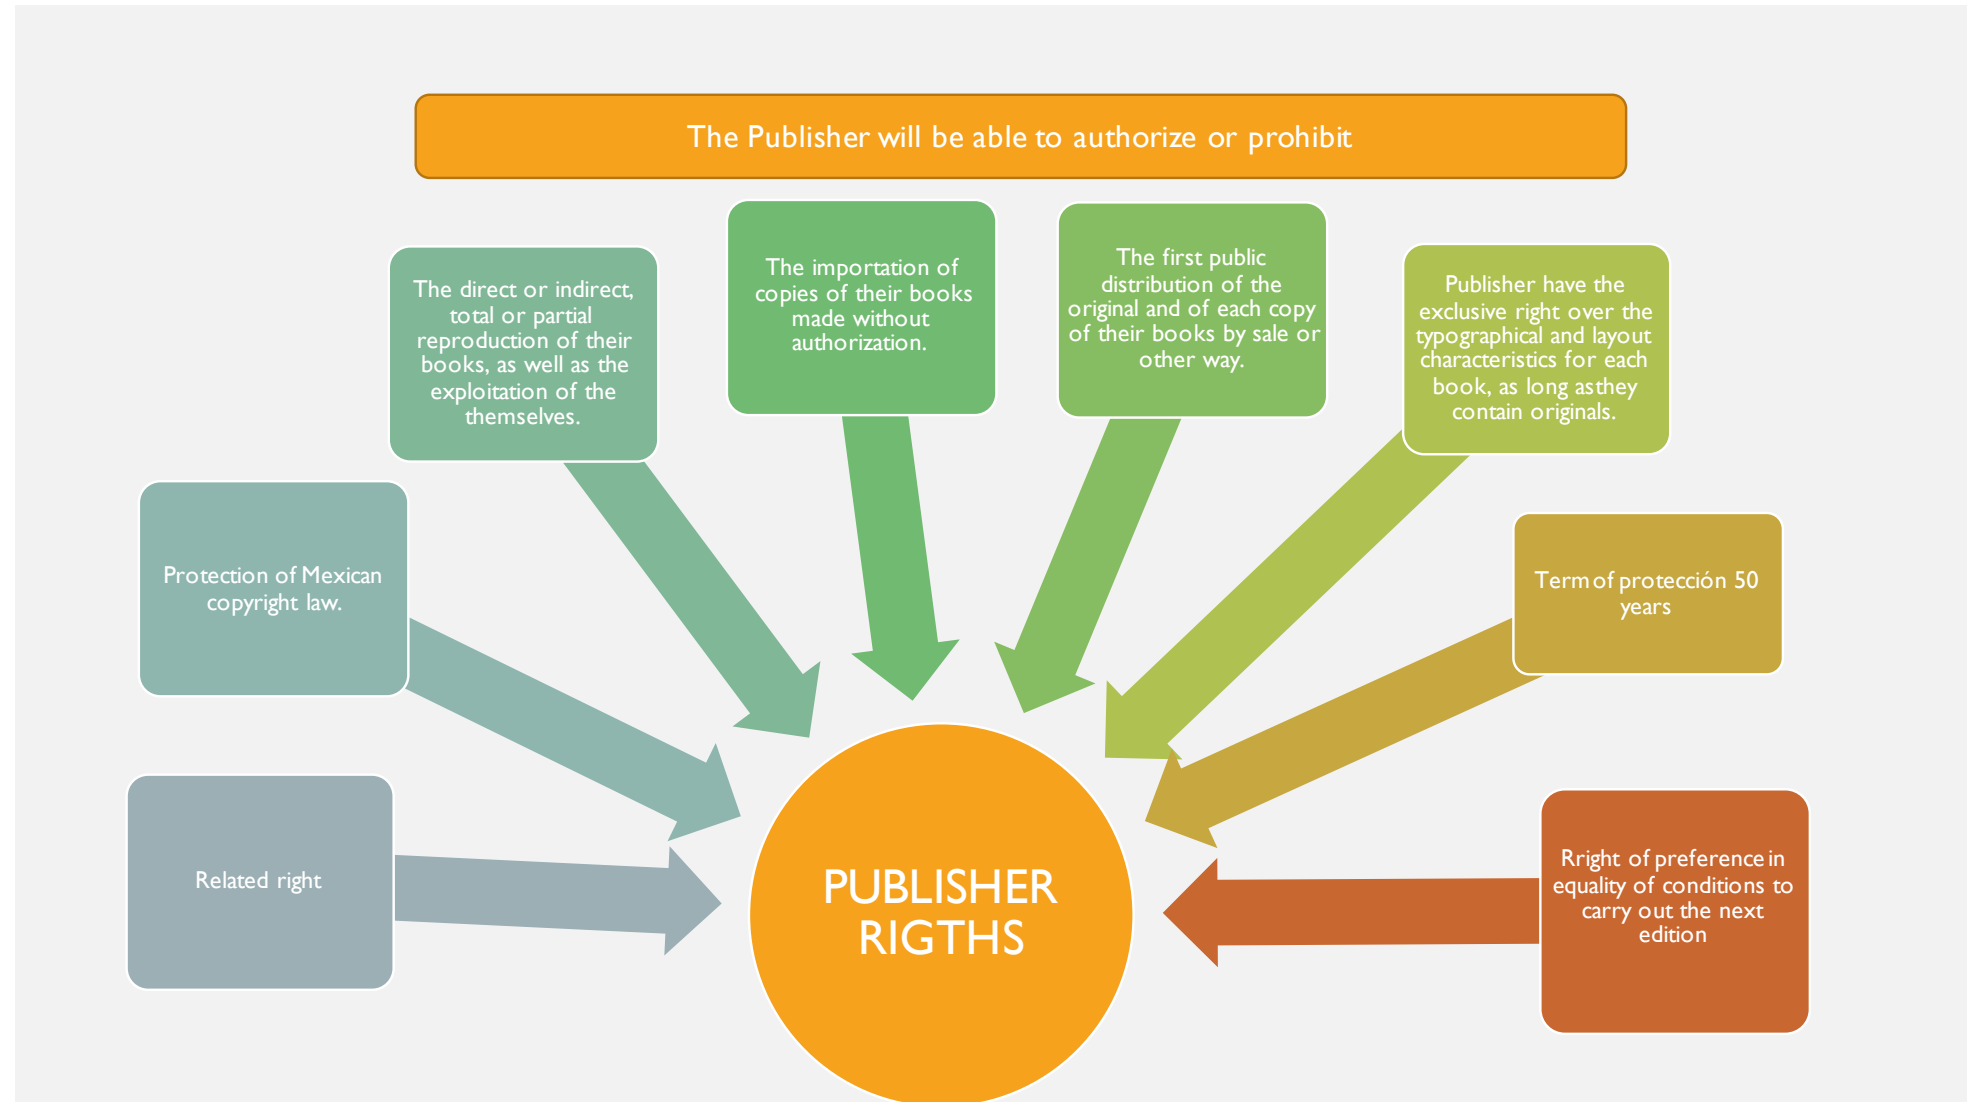 The Publisher will be able to authorize or prohibit
The direct or indirect,
total or partial
reproduction of their
books, as well as the
exploitation of the
themselves.
The importation of
copies of their books
made without
authorization.
The first public
distribution of the
original and of each copy
of their books by sale or
other way.
Publisher have the
exclusive right over the
typographical and layout
characteristics for each
book, as long asthey
contain originals.
Protection of Mexican
copyright law.
Term of protección 50
years
Related right
Rright of preference in
equality of conditions to
carry out the next
edition
PUBLISHER
RIGTHS